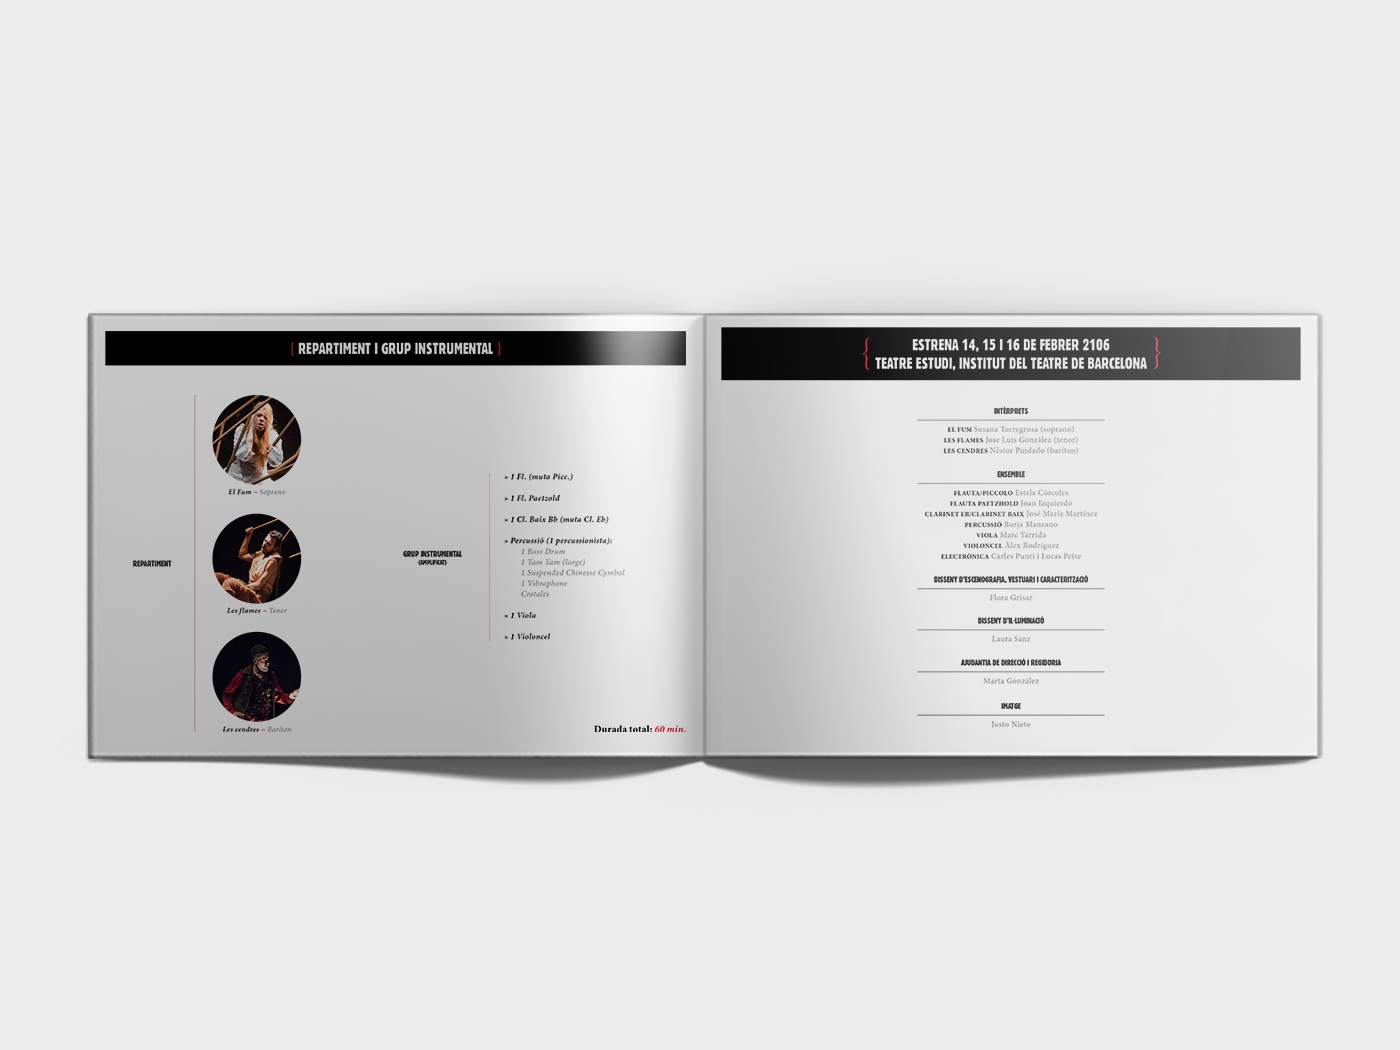 { REPARTIMENT I GRUP INSTRUMENTAL }
REPARTIMENT
El Fum ~ Soprano
Les flames ~ Tenor
Les cendres ~ Baríton
GRUP INSTRUMENTAL
(AMPLIFICAT)
» 1 Fl. (muta Picc.)
» 1 Fl. Paetzold
» 1 Cl. Baix Bb (muta Cl. Eb)
» Percussió (1 percussionista):
1 Bass Drum
1 Tam Tam (large)
1 Suspended Chinesse Cymbal
1 Vibraphone
Crotales
» 1 Viola
» 1 Violoncel
Durada total: 60 min.
{ ESTRENA 14, 15 I 16 DE FEBRER 2106
TEATRE ESTUDI, INSTITUT DEL TEATRE DE BARCELONA }
INTÈRPRETS
EL FUM Susana Torregrosa (soprano)
LES FLAMES Jose Luis González (tenor)
LES CENDRES Néstor Pindado (baríton)
ENSEMBLE
FLAUTA/PICCOLO Estela Córcoles
FLAUTA PAETZHOLD Joan Izquierdo
CLARINET EB/CLARINET BAIX José María Martínez
PERCUSSIÓ Borja Manzano
VIOLA Marc Tarrida
VIOLONCEL Àlex Rodríguez
ELECTRÒNICA Carles Puntí i Lucas Peire
DISSENY D'ESCENOGRAFIA, VESTUARI I CARACTERITZACIÓ
Flora Grisar
DISSENY D'IL·LUMINACIÓ
Laura Sanz
AJUDANTIA DE DIRECCIÓ I REGIDORIA
Marta González
IMATGE
Justo Nieto